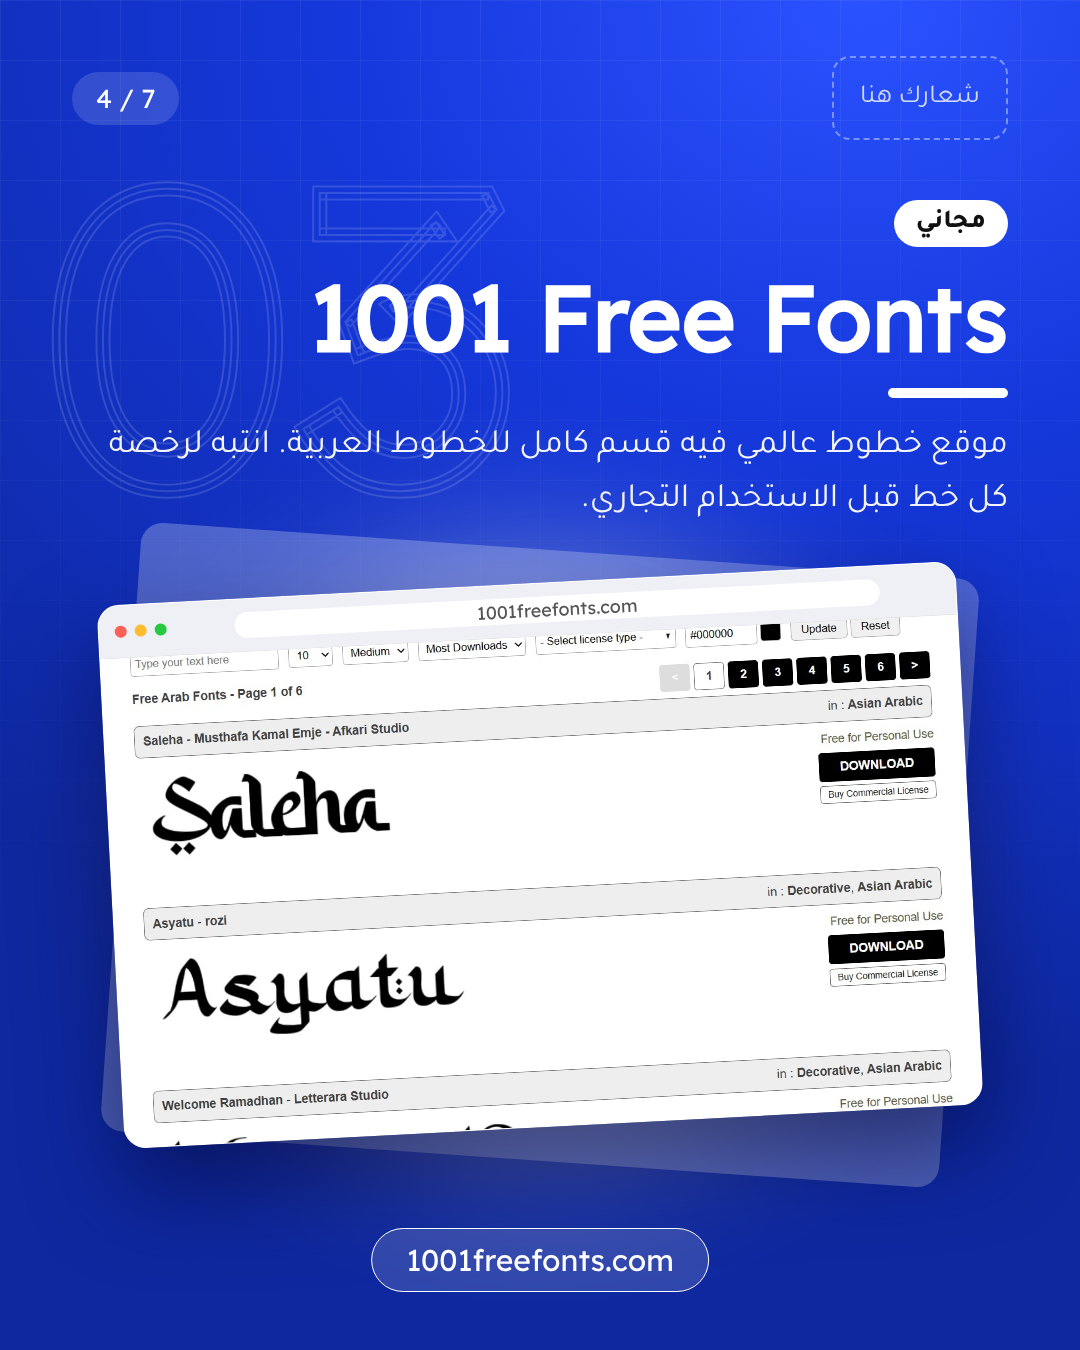 4 / 7
شعارك هنا
03
مجاني
1001 Free Fonts
موقع خطوط عالمي فيه قسم كامل للخطوط العربية. انتبه لرخصة
كل خط قبل الاستخدام التجاري.
1001freefonts.com
Type your text here 10 Medium Most Downloads - Select license type - #000000 Update Reset
Free Arab Fonts - Page 1 of 6 < 1 2 3 4 5 6 >
Saleha - Musthafa Kamal Emje - Afkari Studio in : Asian Arabic
Free for Personal Use
Saleha DOWNLOAD
Buy Commercial License
Asyatu - rozi in : Decorative, Asian Arabic
Free for Personal Use
Asyatu DOWNLOAD
Buy Commercial License
Welcome Ramadhan - Letterara Studio in : Decorative, Asian Arabic
Free for Personal Use
1001freefonts.com